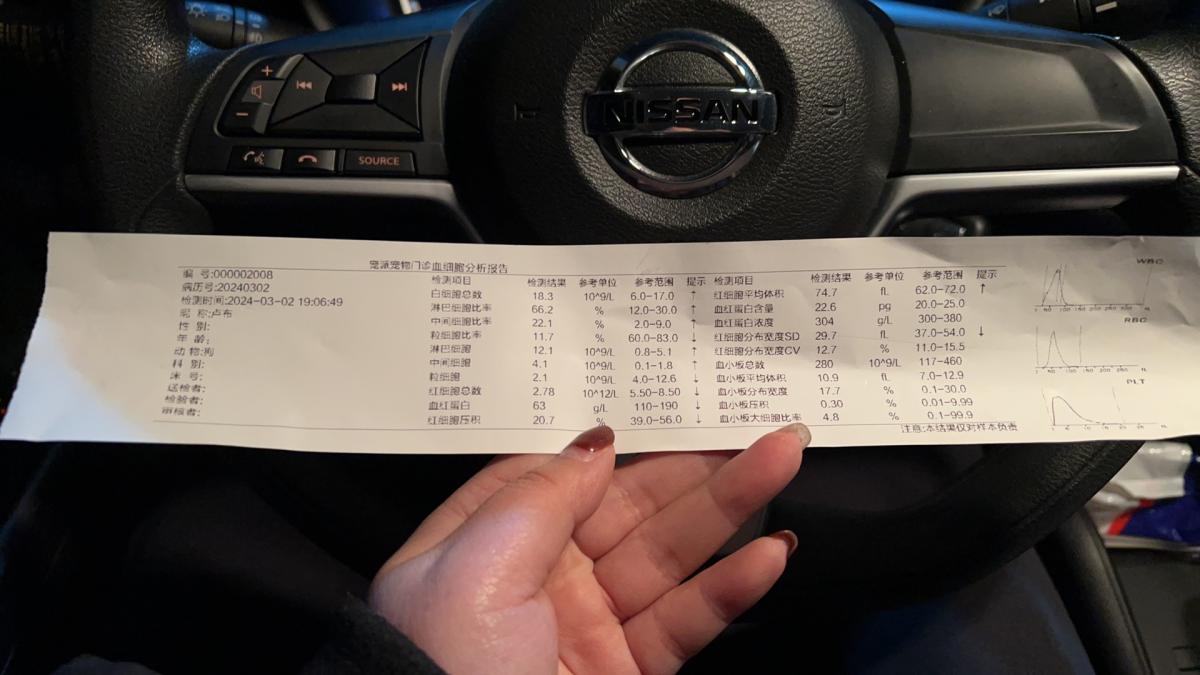 NISSAN
SOURCE
宠派宠物门诊血细胞分析报告
编 号:000002008
病历号:20240302
检测时间:2024-03-02 19:06:49
昵 称:卢布
性 别:
年 龄:
动 物:狗
科 别:
床 号:
送检者:
检验者:
审核者:
检测项目 检测结果 参考单位 参考范围 提示 检测项目 检测结果 参考单位 参考范围 提示
白细胞总数 18.3 10^9/L 6.0-17.0 ↑ 红细胞平均体积 74.7 fL 62.0-72.0 ↑
淋巴细胞比率 66.2 % 12.0-30.0 ↑ 血红蛋白含量 22.6 pg 20.0-25.0
中间细胞比率 22.1 % 2.0-9.0 ↑ 血红蛋白浓度 304 g/L 300-380
粒细胞比率 11.7 % 60.0-83.0 ↓ 红细胞分布宽度SD 29.7 fL 37.0-54.0 ↓
淋巴细胞 12.1 10^9/L 0.8-5.1 ↑ 红细胞分布宽度CV 12.7 % 11.0-15.5
中间细胞 4.1 10^9/L 0.1-1.8 ↑ 血小板总数 280 10^9/L 117-460
粒细胞 2.1 10^9/L 4.0-12.6 ↓ 血小板平均体积 10.9 fL 7.0-12.9
红细胞总数 2.78 10^12/L 5.50-8.50 ↓ 血小板分布宽度 17.7 % 0.1-30.0
血红蛋白 63 g/L 110-190 ↓ 血小板压积 0.30 % 0.01-9.99
红细胞压积 20.7 % 39.0-56.0 ↓ 血小板大细胞比率 4.8 % 0.1-99.9
注意:本结果仅对样本负责
WBC
RBC
PLT